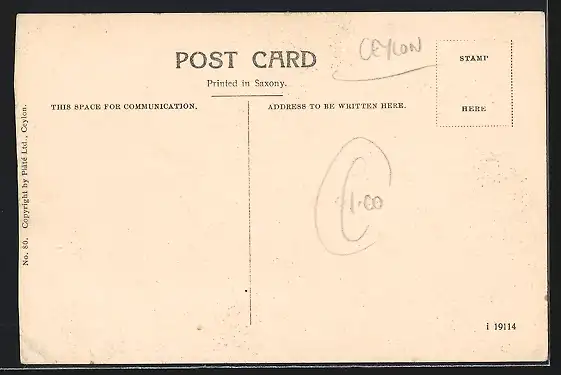 POST CARD
CEYLON
Printed in Saxony.
STAMP
HERE
THIS SPACE FOR COMMUNICATION.
ADDRESS TO BE WRITTEN HERE.
1.00
No. 80. Copyright by Plâté Ltd., Ceylon.
i 19114